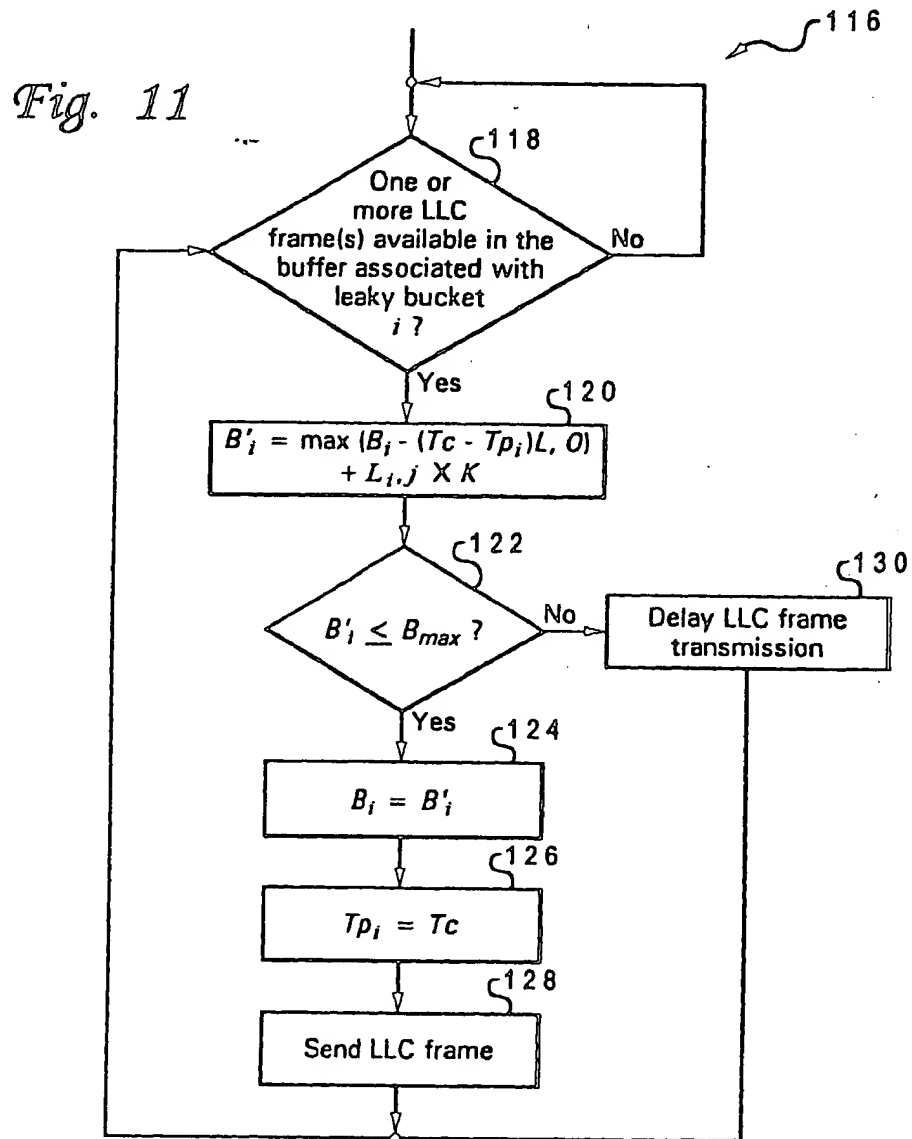 116
Fig. 11
118
One or
more LLC
frame(s) available in the
buffer associated with
leaky bucket
i ?
No
Yes
120
B'i = max (Bi - (Tc - Tpi)L, O)
+ Li,j X K
122
B'i ≤ Bmax ?
No
130
Delay LLC frame
transmission
Yes
124
Bi = B'i
126
Tpi = Tc
128
Send LLC frame